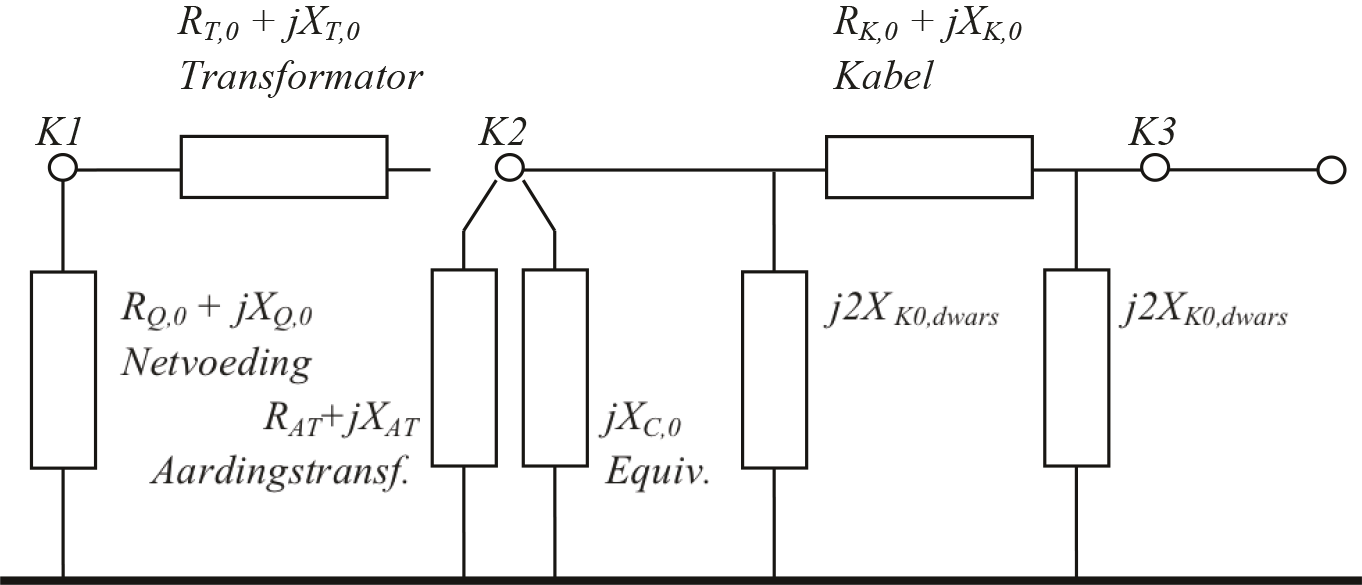 R_{T,0} + jX_{T,0}
Transformator
R_{K,0} + jX_{K,0}
Kabel
K1
K2
K3
R_{Q,0} + jX_{Q,0}
Netvoeding
R_{AT}+jX_{AT}
Aardingstransf.
jX_{C,0}
Equiv.
j2X_{K0,dwars}
j2X_{K0,dwars}